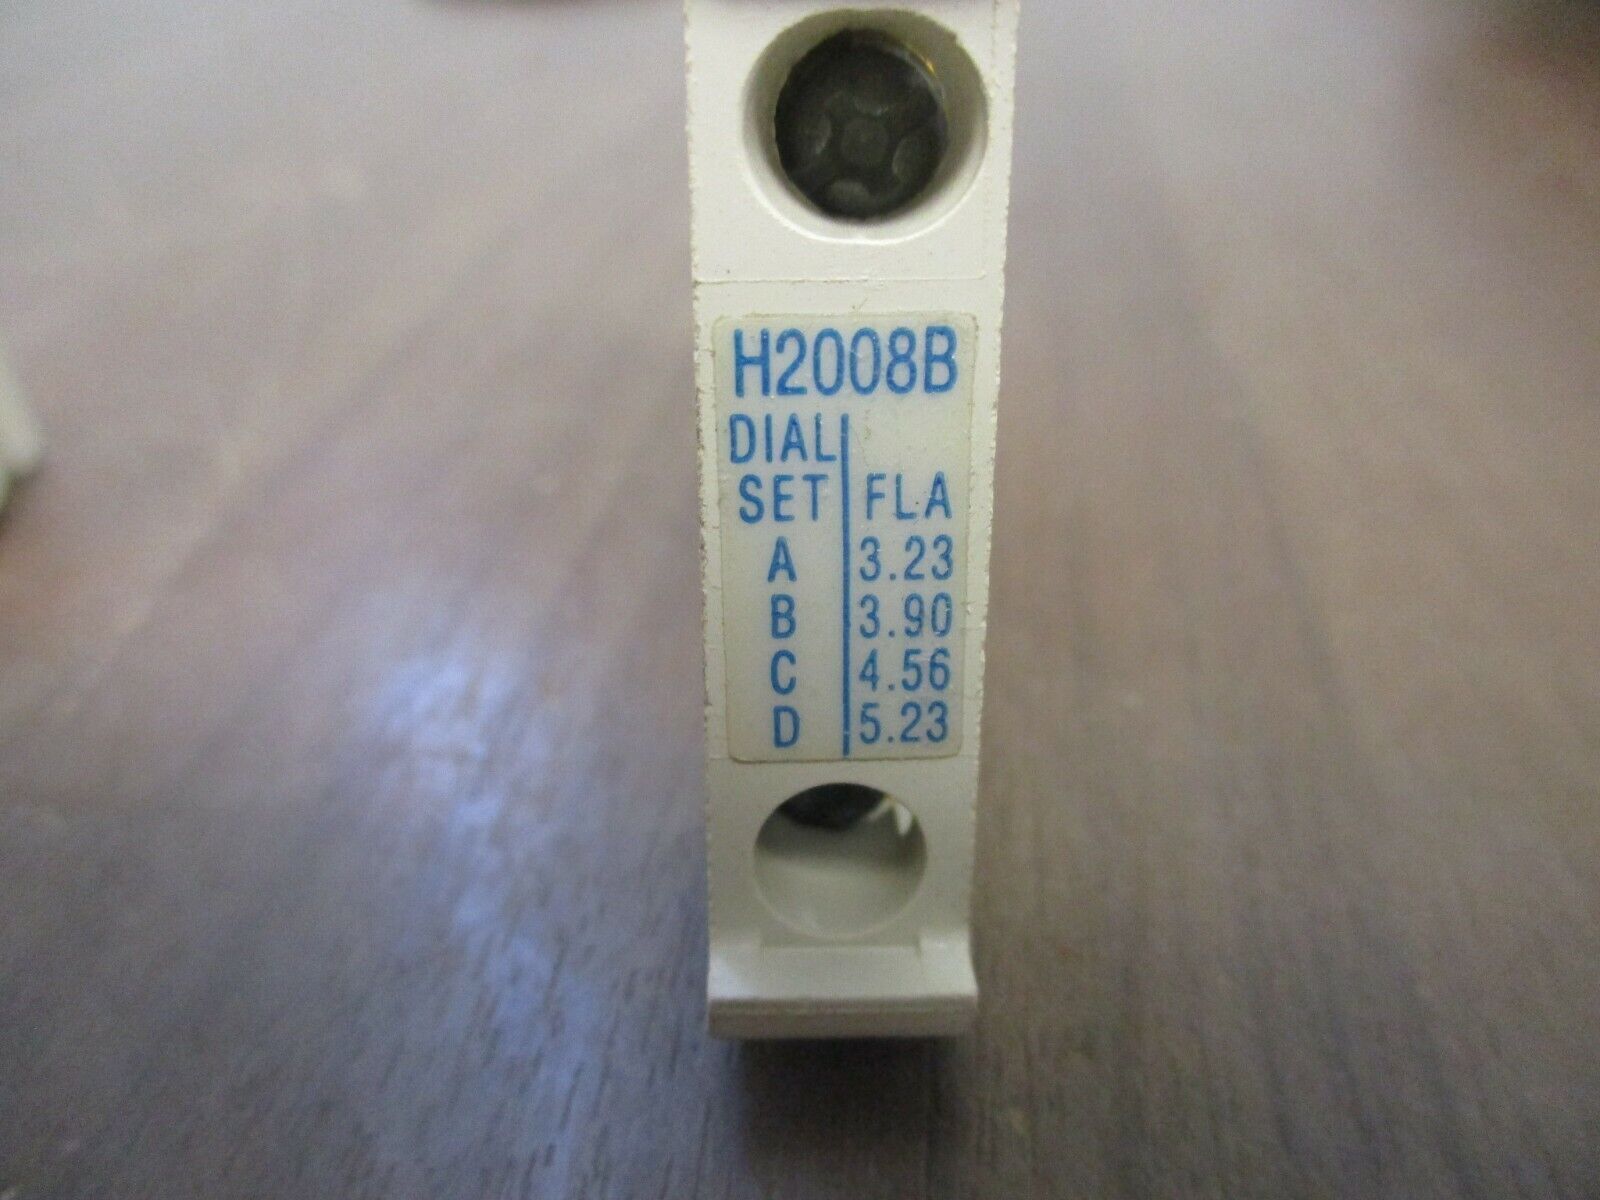 H2008B
DIAL
SET FLA
A 3.23
B 3.90
C 4.56
D 5.23